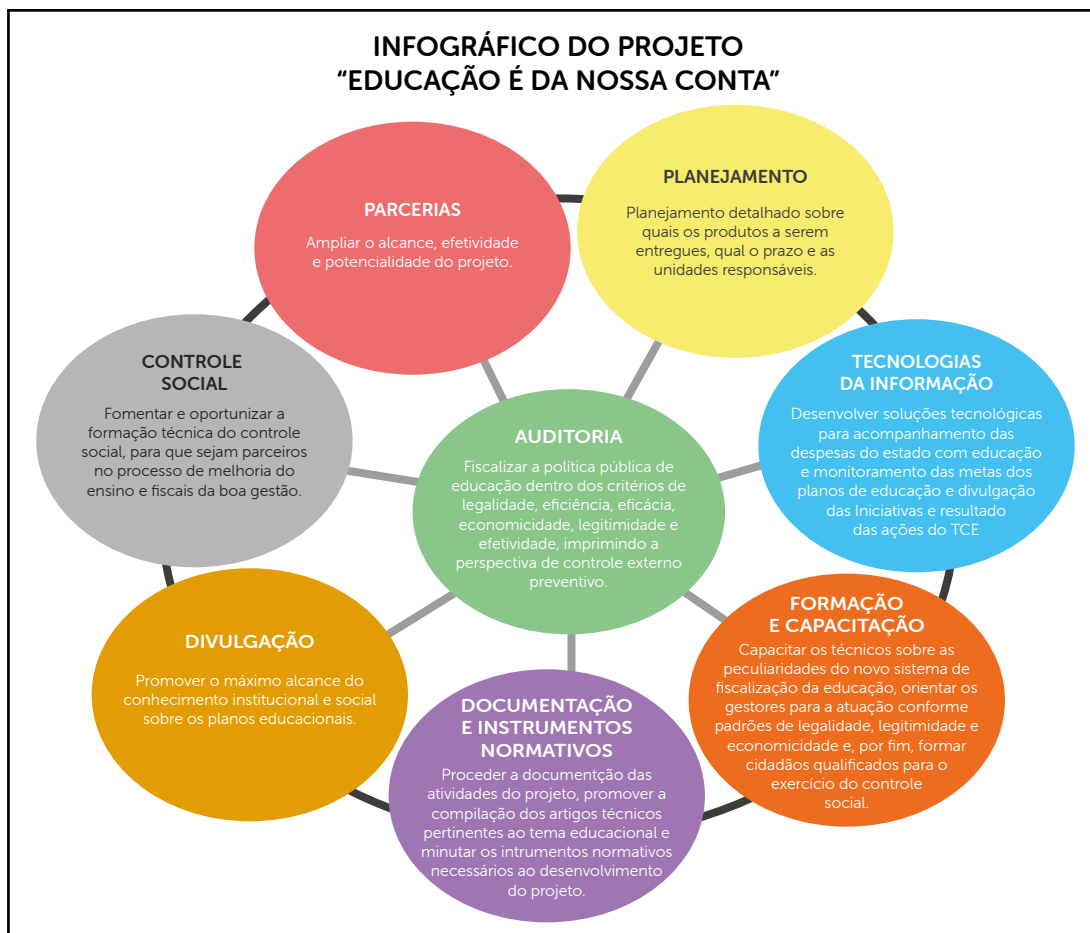 INFOGRÁFICO DO PROJETO
“EDUCAÇÃO É DA NOSSA CONTA”
PARCERIAS
Ampliar o alcance, efetividade
e potencialidade do projeto.
PLANEJAMENTO
Planejamento detalhado sobre
quais os produtos a serem
entregues, qual o prazo e as
unidades responsáveis.
CONTROLE
SOCIAL
Fomentar e oportunizar a
formação técnica do controle
social, para que sejam parceiros
no processo de melhoria do
ensino e fiscais da boa gestão.
AUDITORIA
Fiscalizar a política pública de
educação dentro dos critérios de
legalidade, eficiência, eficácia,
economicidade, legitimidade e
efetividade, imprimindo a
perspectiva de controle externo
preventivo.
TECNOLOGIAS
DA INFORMAÇÃO
Desenvolver soluções tecnológicas
para acompanhamento das
despesas do estado com educação
e monitoramento das metas dos
planos de educação e divulgação
das Iniciativas e resultado
das ações do TCE
DIVULGAÇÃO
Promover o máximo alcance do
conhecimento institucional e social
sobre os planos educacionais.
DOCUMENTAÇÃO
E INSTRUMENTOS
NORMATIVOS
Proceder a documentção das
atividades do projeto, promover a
compilação dos artigos técnicos
pertinentes ao tema educacional e
minutar os intrumentos normativos
necessários ao desenvolvimento
do projeto.
FORMAÇÃO
E CAPACITAÇÃO
Capacitar os técnicos sobre as
peculiaridades do novo sistema de
fiscalização da educação, orientar os
gestores para a atuação conforme
padrões de legalidade, legitimidade e
economicidade e, por fim, formar
cidadãos qualificados para o
exercício do controle
social.